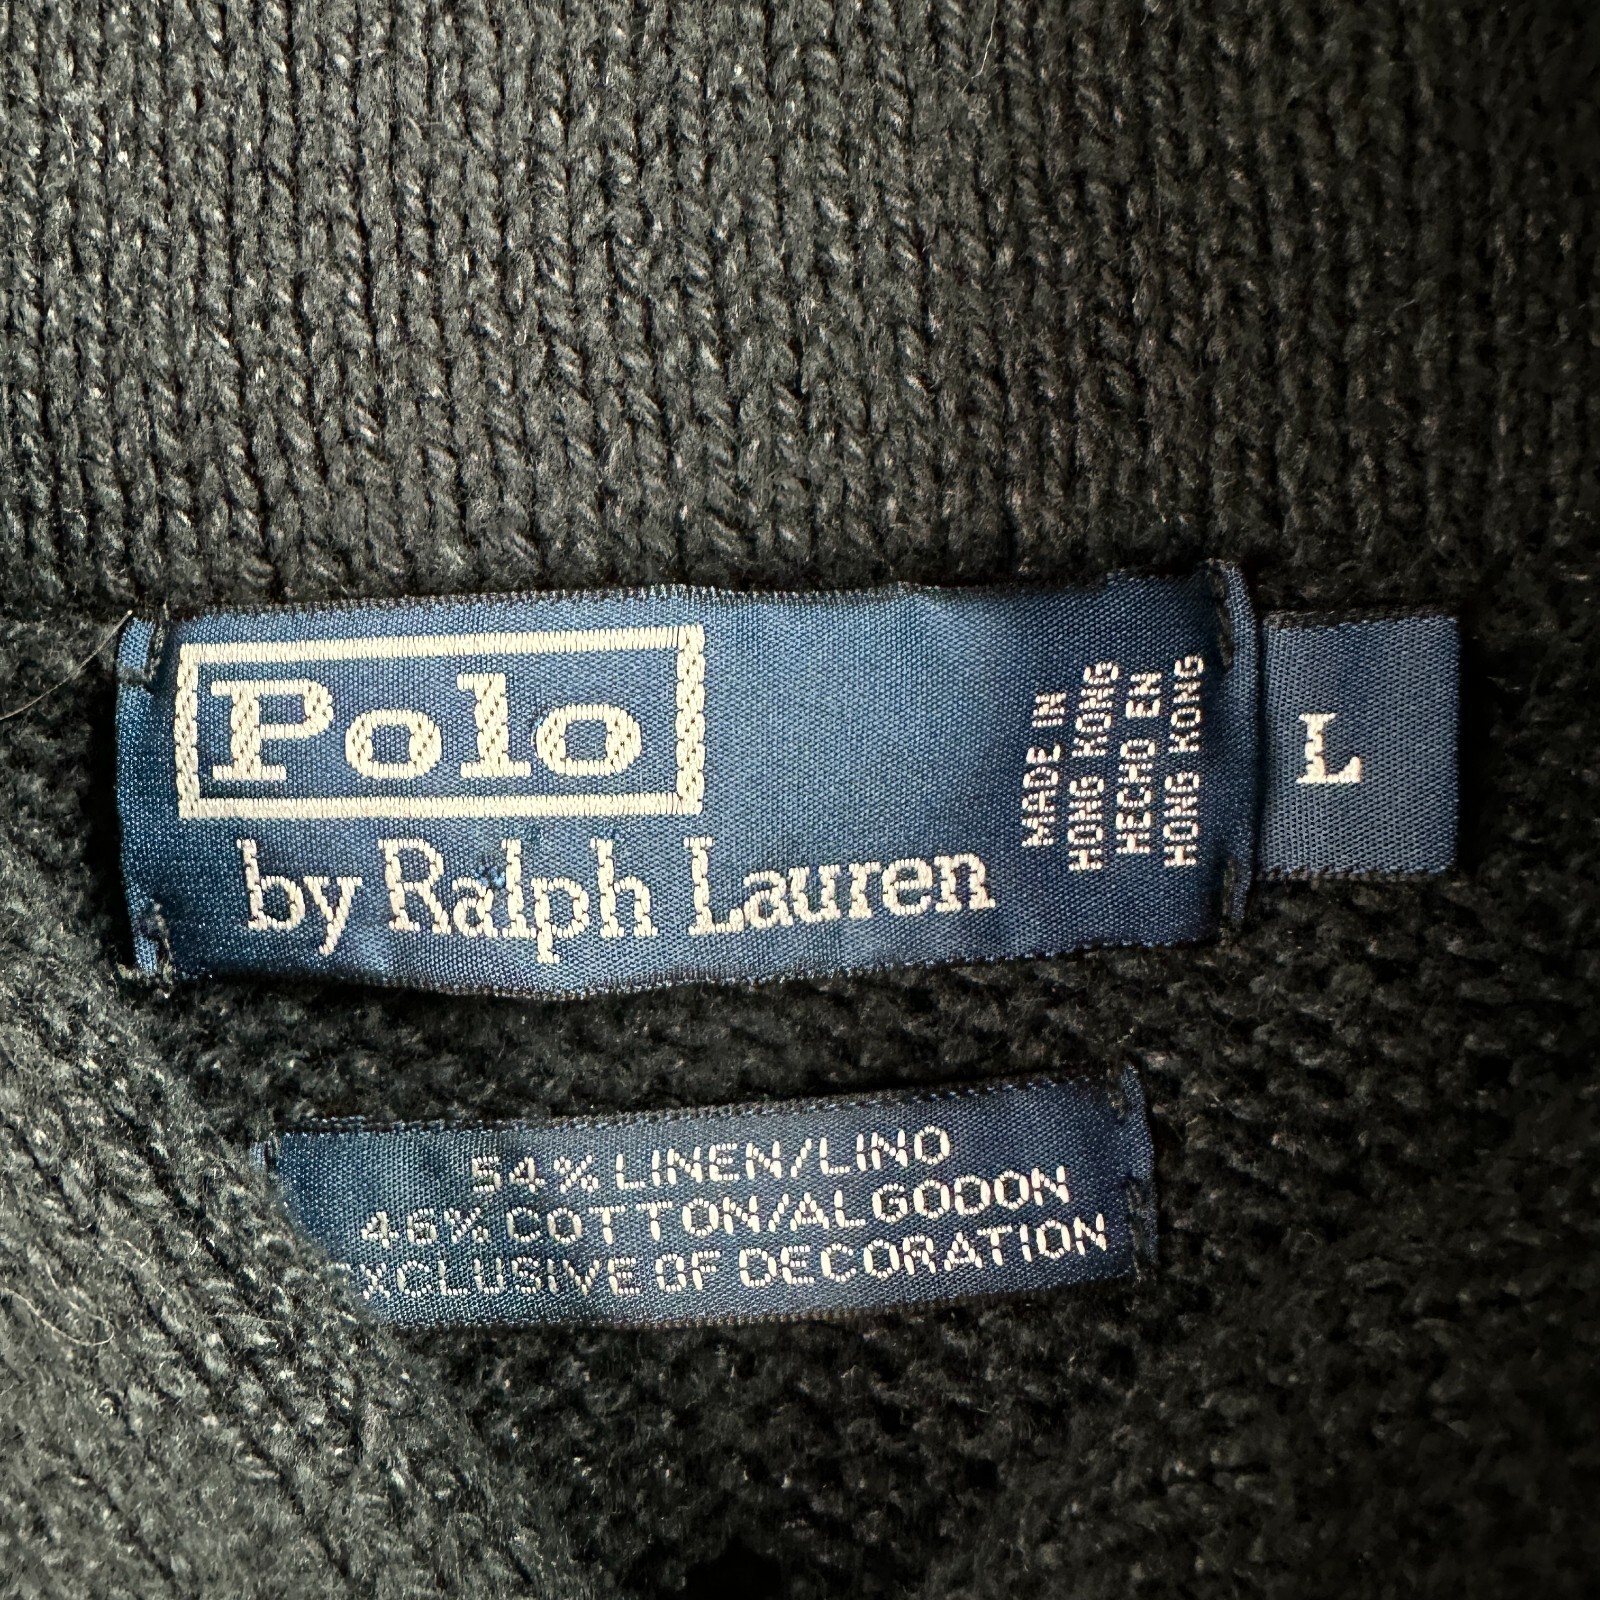 Polo
by Ralph Lauren
MADE IN
HONG KONG
HECHO EN
HONG KONG
L
54% LINEN/LINO
46% COTTON/ALGODON
EXCLUSIVE OF DECORATION